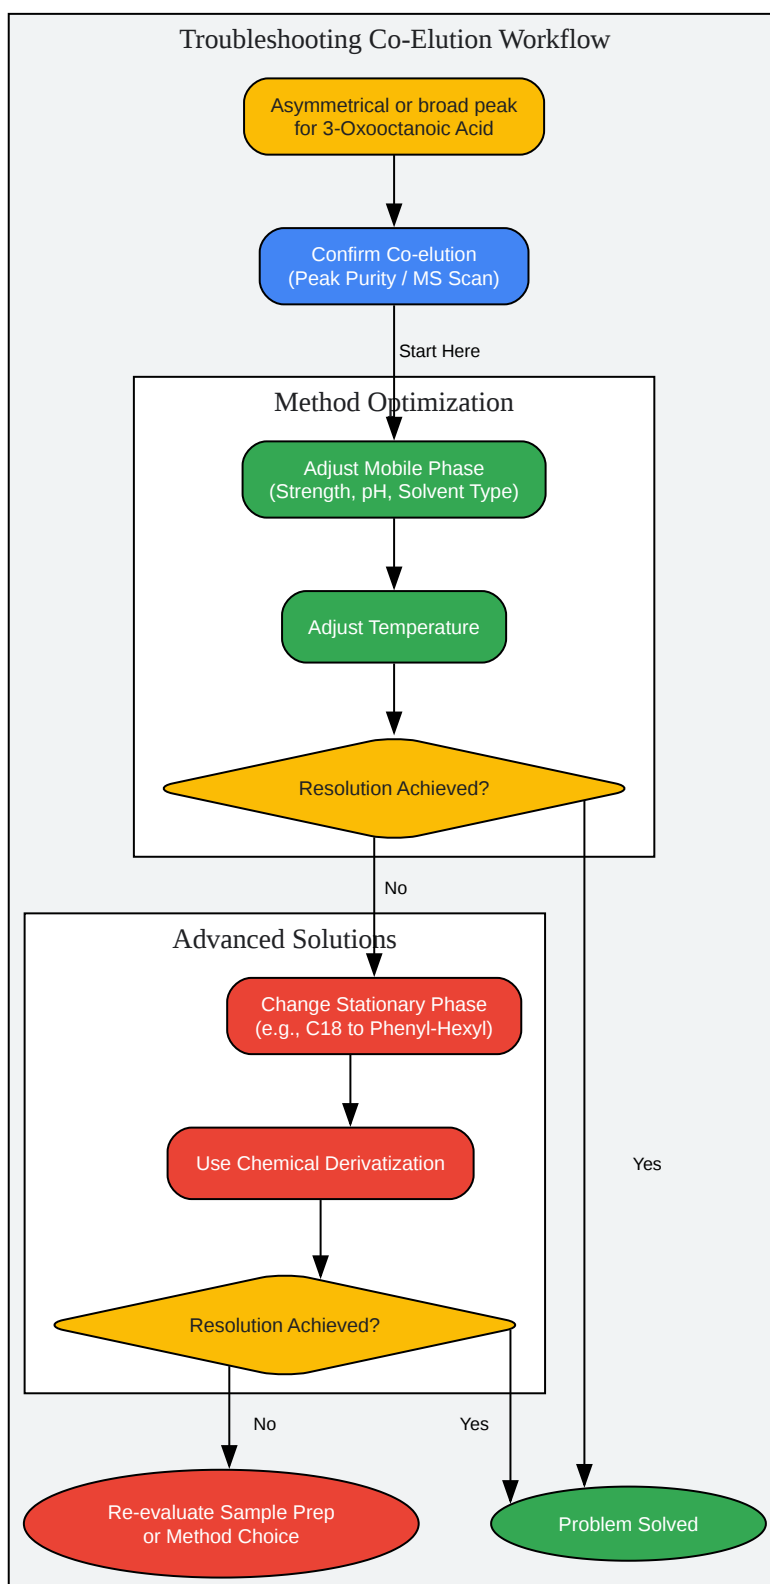 Troubleshooting Co-Elution Workflow
Asymmetrical or broad peak
for 3-Oxooctanoic Acid
Confirm Co-elution
(Peak Purity / MS Scan)
Start Here
Method Optimization
Adjust Mobile Phase
(Strength, pH, Solvent Type)
Adjust Temperature
Resolution Achieved?
No
Advanced Solutions
Change Stationary Phase
(e.g., C18 to Phenyl-Hexyl)
Use Chemical Derivatization
Yes
Resolution Achieved?
No
Yes
Re-evaluate Sample Prep
or Method Choice
Problem Solved